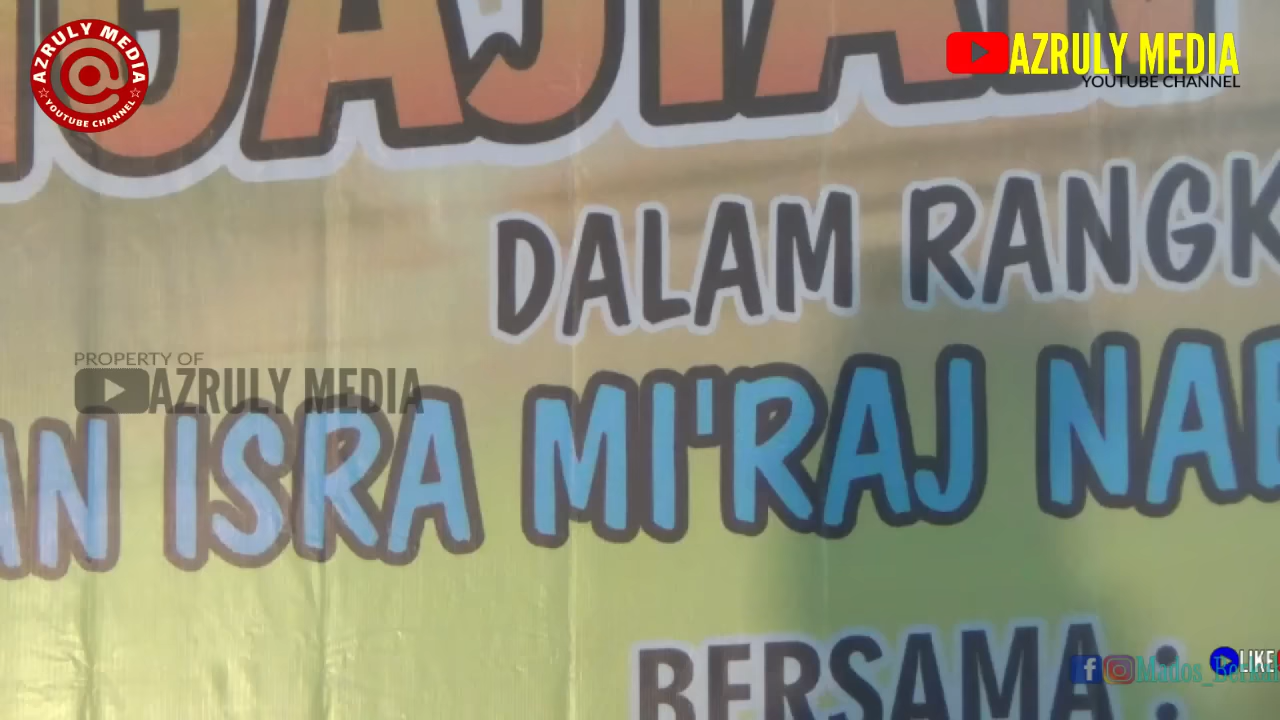 AZRULY MEDIA
YOUTUBE CHANNEL
AZRULY MEDIA
YOUTUBE CHANNEL
GAJIAN
DALAM RANGK
PROPERTY OF
AZRULY MEDIA
AN ISRA MI'RAJ NAB
BERSAMA :
LIKE